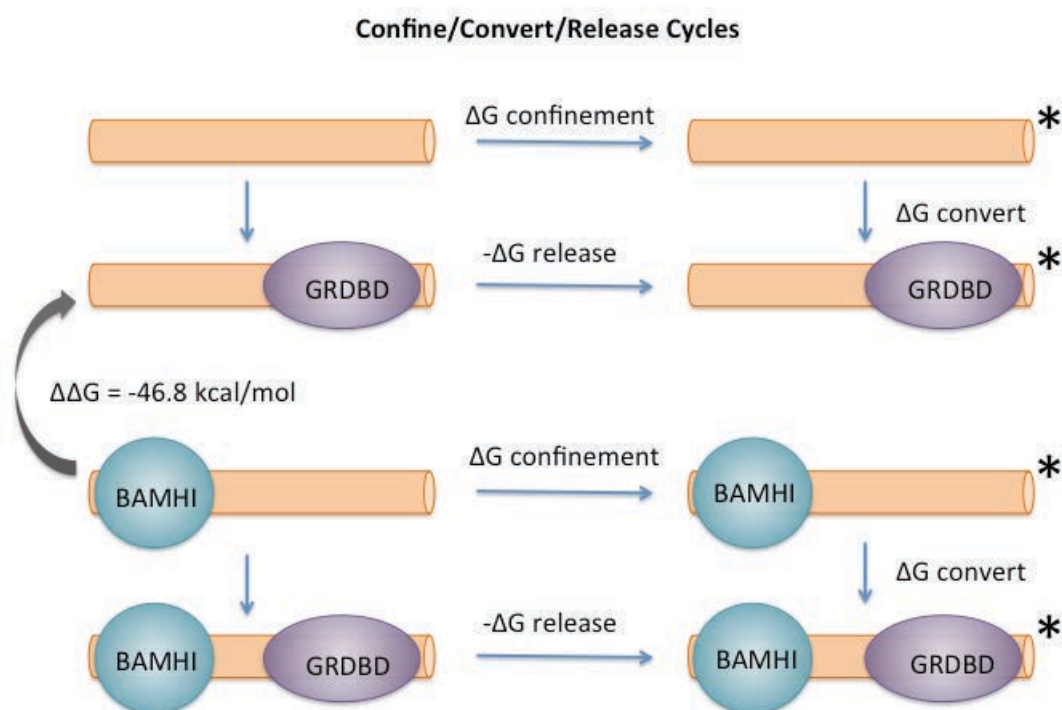 Confine/Convert/Release Cycles
ΔG confinement
*
*
ΔG convert
-ΔG release
GRDBD
GRDBD
ΔΔG = -46.8 kcal/mol
ΔG confinement
*
BAMHI
BAMHI
ΔG convert
-ΔG release
*
BAMHI
GRDBD
BAMHI
GRDBD